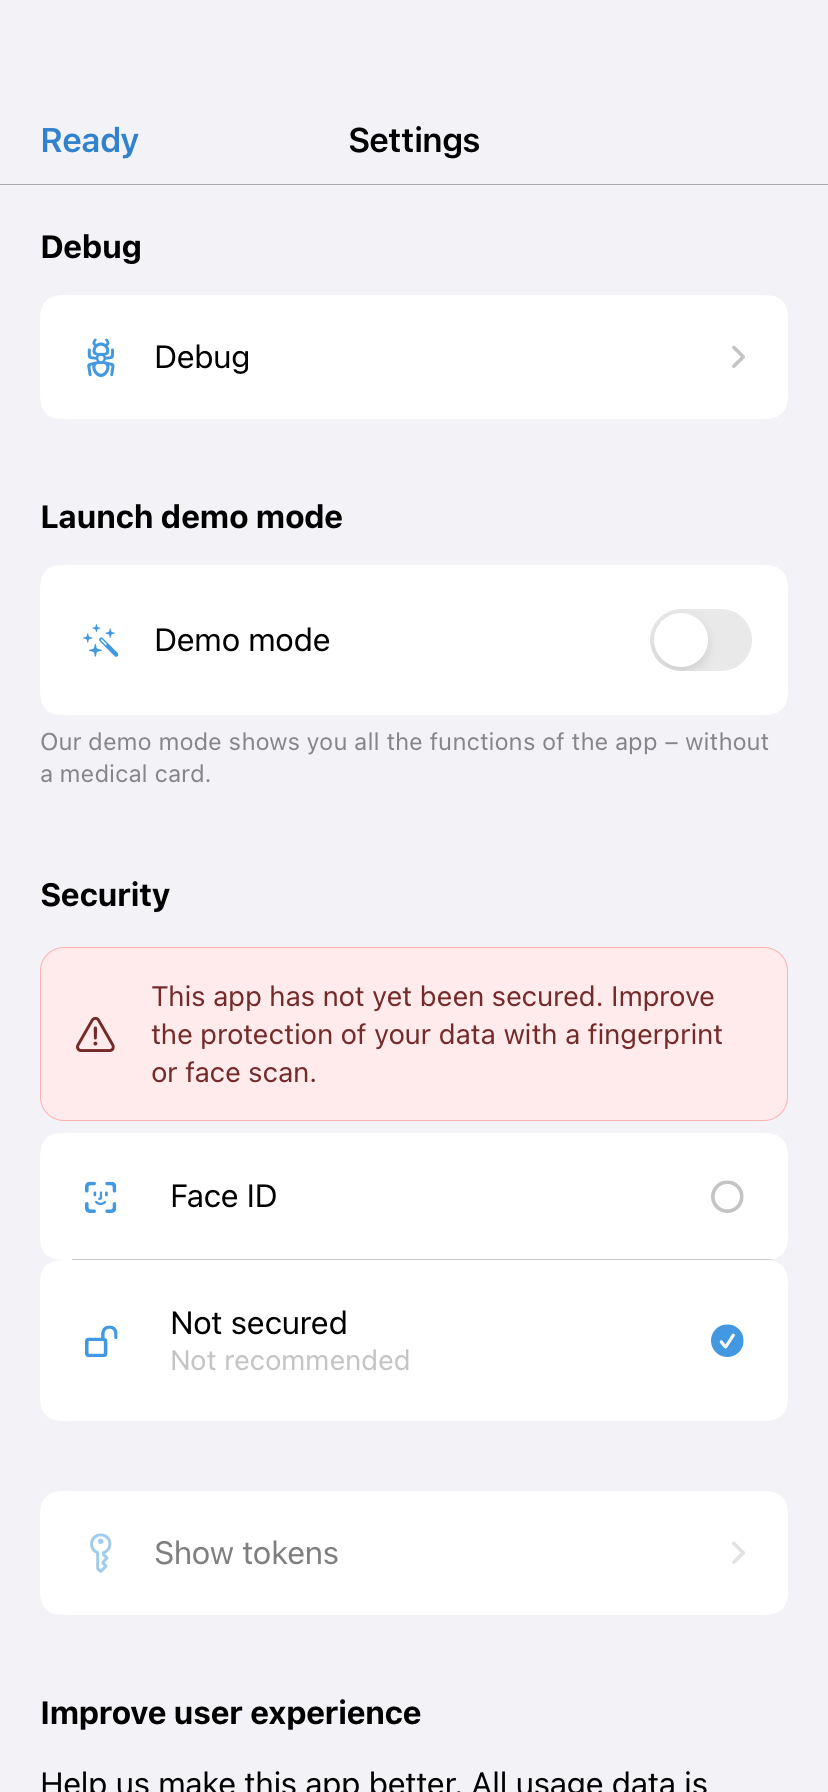 Ready
Settings
Debug
Debug
Launch demo mode
Demo mode
Our demo mode shows you all the functions of the app – without
a medical card.
Security
This app has not yet been secured. Improve
the protection of your data with a fingerprint
or face scan.
Face ID
Not secured
Not recommended
Show tokens
Improve user experience
Help us make this app better. All usage data is